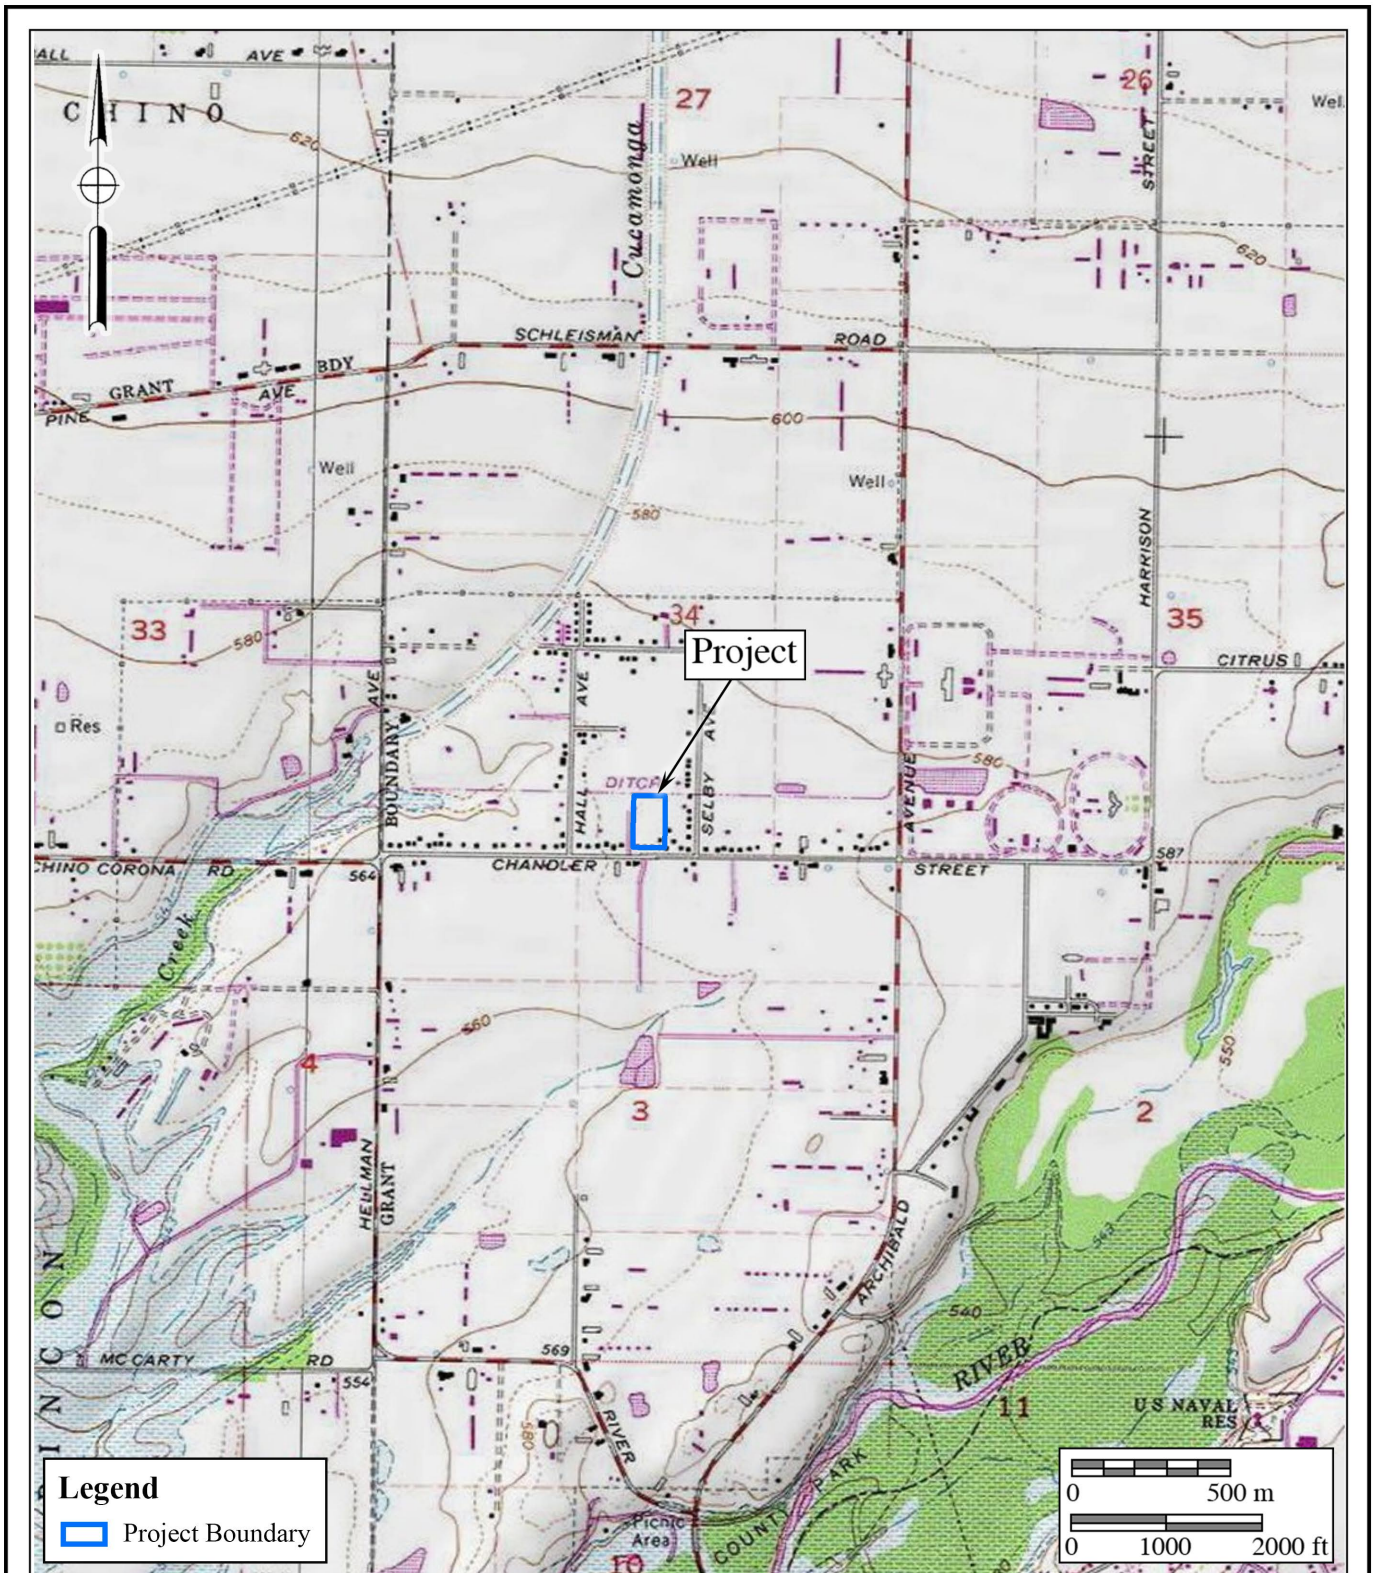 ALL AVE
CHINO
620
27
26
Cucamonga
Well
STREET
Wel
620
SCHLEISMAN ROAD
GRANT BDY
PINE AVE
600
Well
Well
580
HARRISON
33
580
34
35
Project
CITRUS
AVE
AVE
AVE
Res
BOUNDARY
580
DITCH
HALL
SELBY
AVENUE
CHINO CORONA RD
564
CHANDLER
STREET
587
Creek
560
550
4
3
2
HELLMAN
GRANT
ARCHIBALD
563
RINCON
540
RIVER
MC CARTY RD
554
569
11
U S NAVAL
RES
RIVER
580
COUNTY PARK
Picnic
Area
10
Legend
Project Boundary
0 500 m
0 1000 2000 ft